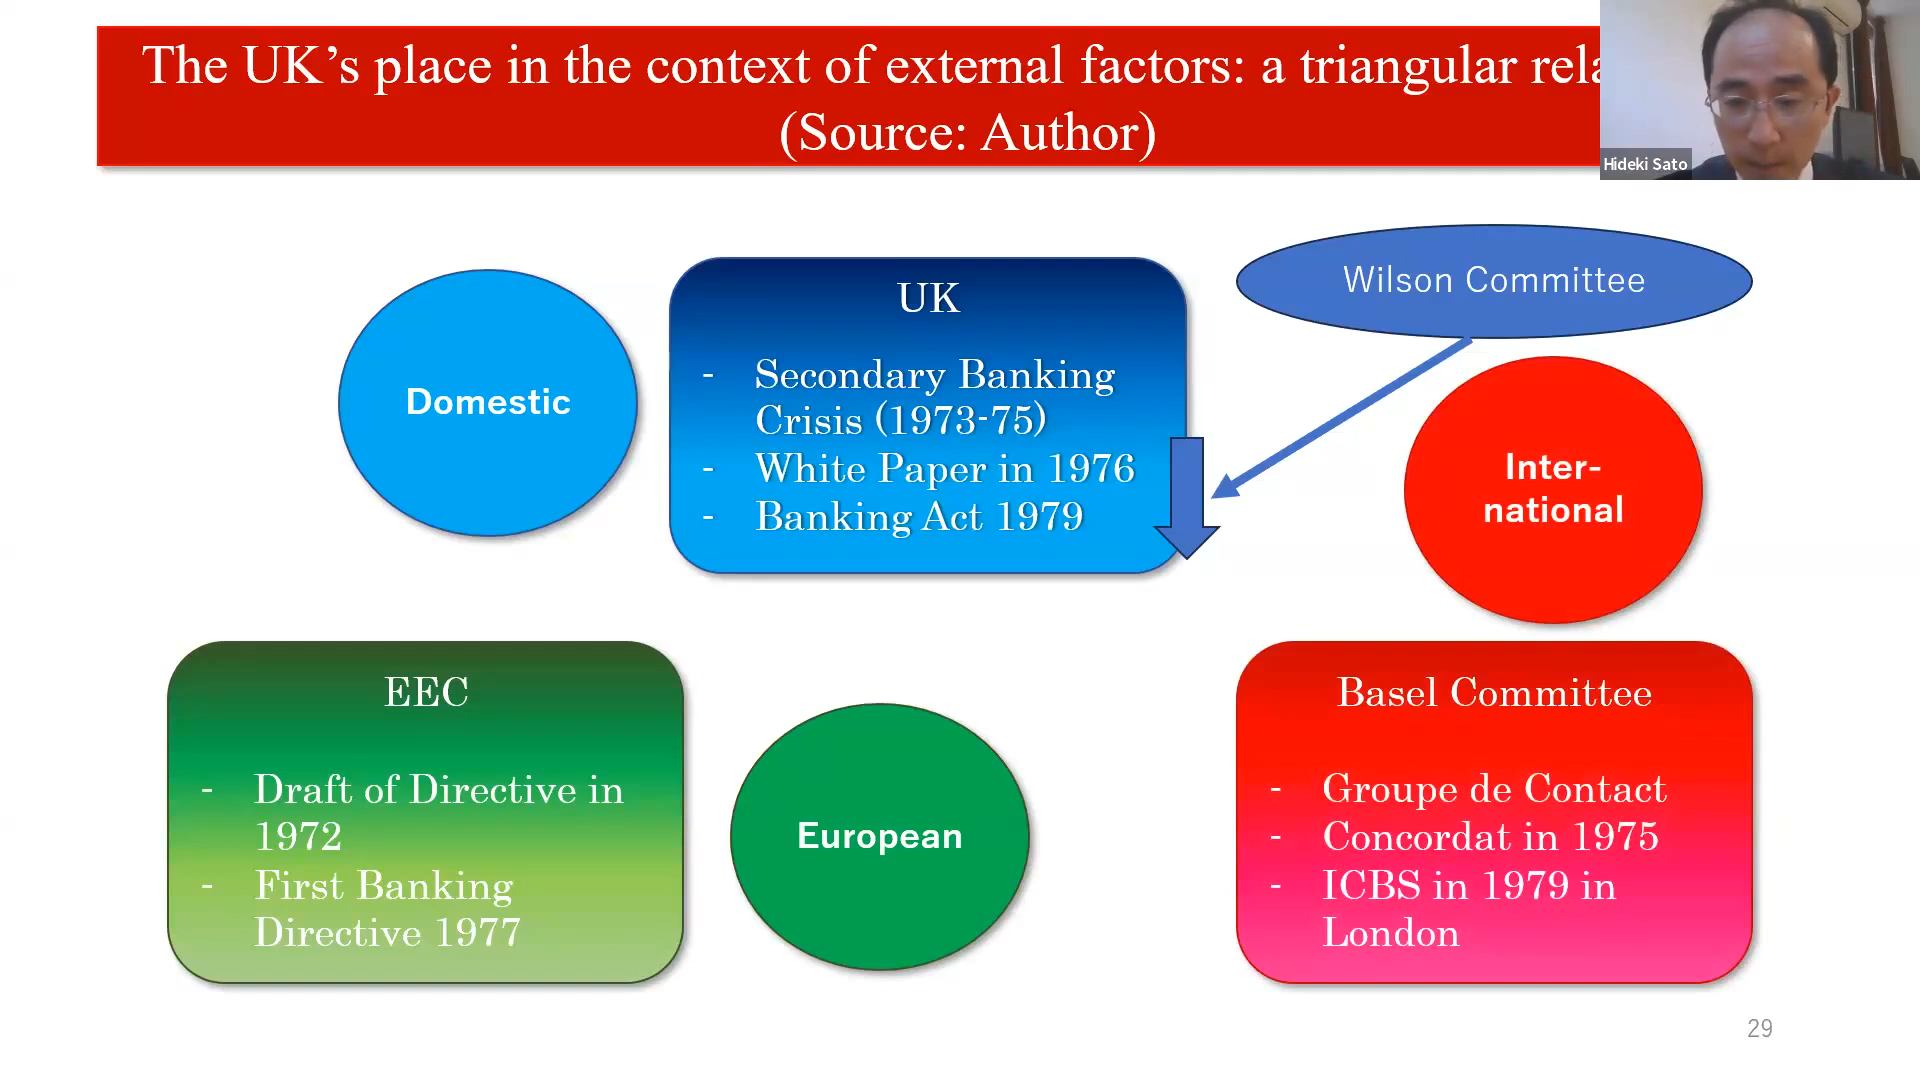 The UK’s place in the context of external factors: a triangular
(Source: Author)
Hideki Sato
Wilson Committee
UK
- Secondary Banking
Crisis (1973-75)
- White Paper in 1976
- Banking Act 1979
Domestic
Inter-
national
EEC
- Draft of Directive in
1972
- First Banking
Directive 1977
European
Basel Committee
- Groupe de Contact
- Concordat in 1975
- ICBS in 1979 in
London
29